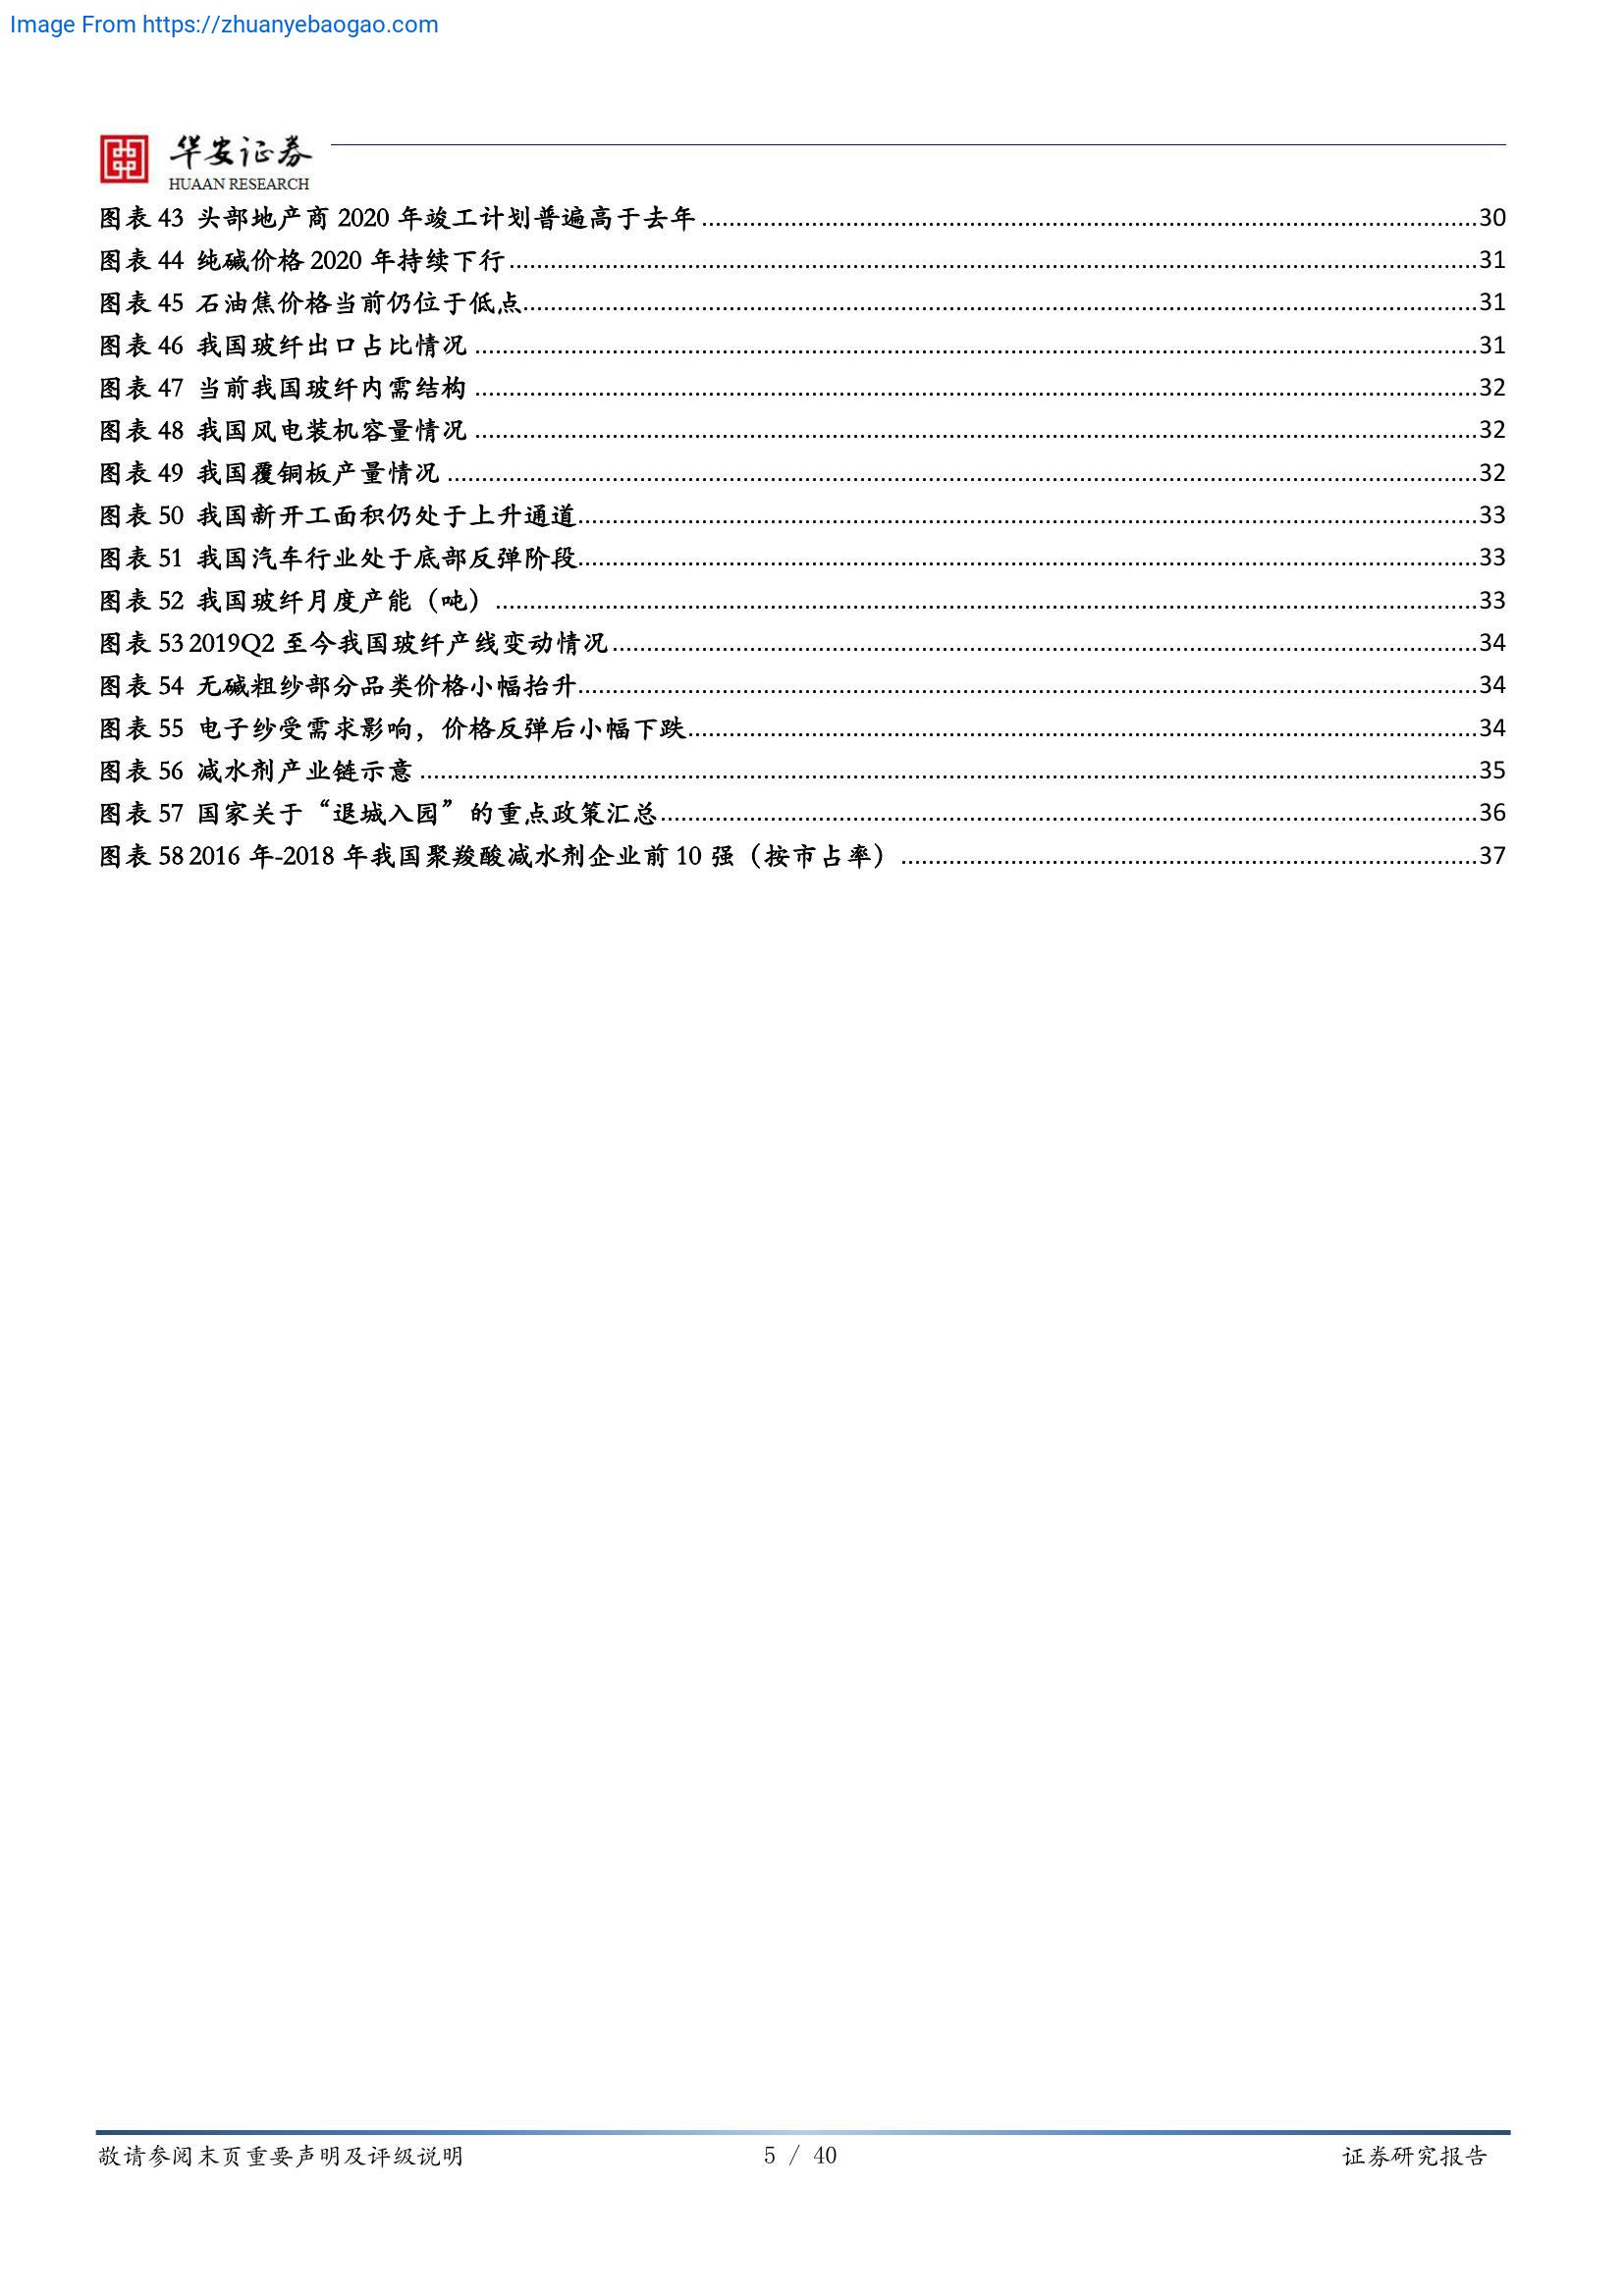 Image From https://zhuanyebaogao.com
华安证券
HUAAN RESEARCH
图表 43 头部地产商 2020 年竣工计划普遍高于去年 ........ 30
图表 44 纯碱价格 2020 年持续下行 ........ 31
图表 45 石油焦价格当前仍位于低点 ........ 31
图表 46 我国玻纤出口占比情况 ........ 31
图表 47 当前我国玻纤内需结构 ........ 32
图表 48 我国风电装机容量情况 ........ 32
图表 49 我国覆铜板产量情况 ........ 32
图表 50 我国新开工面积仍处于上升通道 ........ 33
图表 51 我国汽车行业处于底部反弹阶段 ........ 33
图表 52 我国玻纤月度产能（吨） ........ 33
图表 53 2019Q2 至今我国玻纤产线变动情况 ........ 34
图表 54 无碱粗纱部分品类价格小幅抬升 ........ 34
图表 55 电子纱受需求影响，价格反弹后小幅下跌 ........ 34
图表 56 减水剂产业链示意 ........ 35
图表 57 国家关于“退城入园”的重点政策汇总 ........ 36
图表 58 2016 年-2018 年我国聚羧酸减水剂企业前 10 强（按市占率） ........ 37
敬请参阅末页重要声明及评级说明 5 / 40 证券研究报告